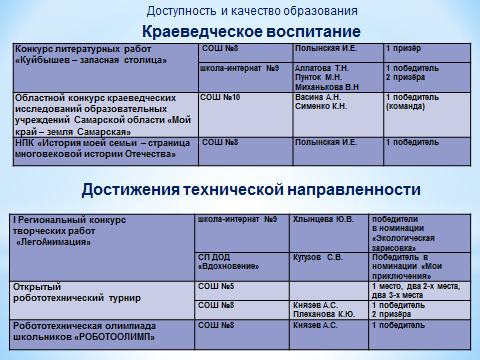 Доступность и качество образования
Краеведческое воспитание
Конкурс литературных работ «Куйбышев – запасная столица» СОШ №8 Полынская И.Е. 1 призёр
школа-интернат №9 Алпатова Т.Н. 1 победитель
Пунток М.Н. 2 призёра
Миханькова В.Н
Областной конкурс краеведческих СОШ №10 Васина А.Н. 1 победитель
исследований образовательных Сименко К.Н. (команда)
учреждений Самарской области «Мой
край – земля Самарская»
НПК «История моей семьи – страница СОШ №8 Полынская И.Е. 1 победитель
многовековой истории Отечества»
Достижения технической направленности
I Региональный конкурс школа-интернат №9 Хлынцева Ю.В. победители
творческих работ в номинации
«ЛегоАнимация» «Экологическая
зарисовка»
СП ДОД Кугузов С.В. Победитель в
«Вдохновение» номинации «Мои
приключения»
Открытый СОШ №5 1 место, два 2-х места,
робототехнический турнир два 3-х места
СОШ №8 Князев А.С. 1 победитель
Плеханова К.Ю. 2 призёра
Робототехническая олимпиада СОШ №8 Князев А.С. 1 победитель
школьников «РОБОТООЛИМП»